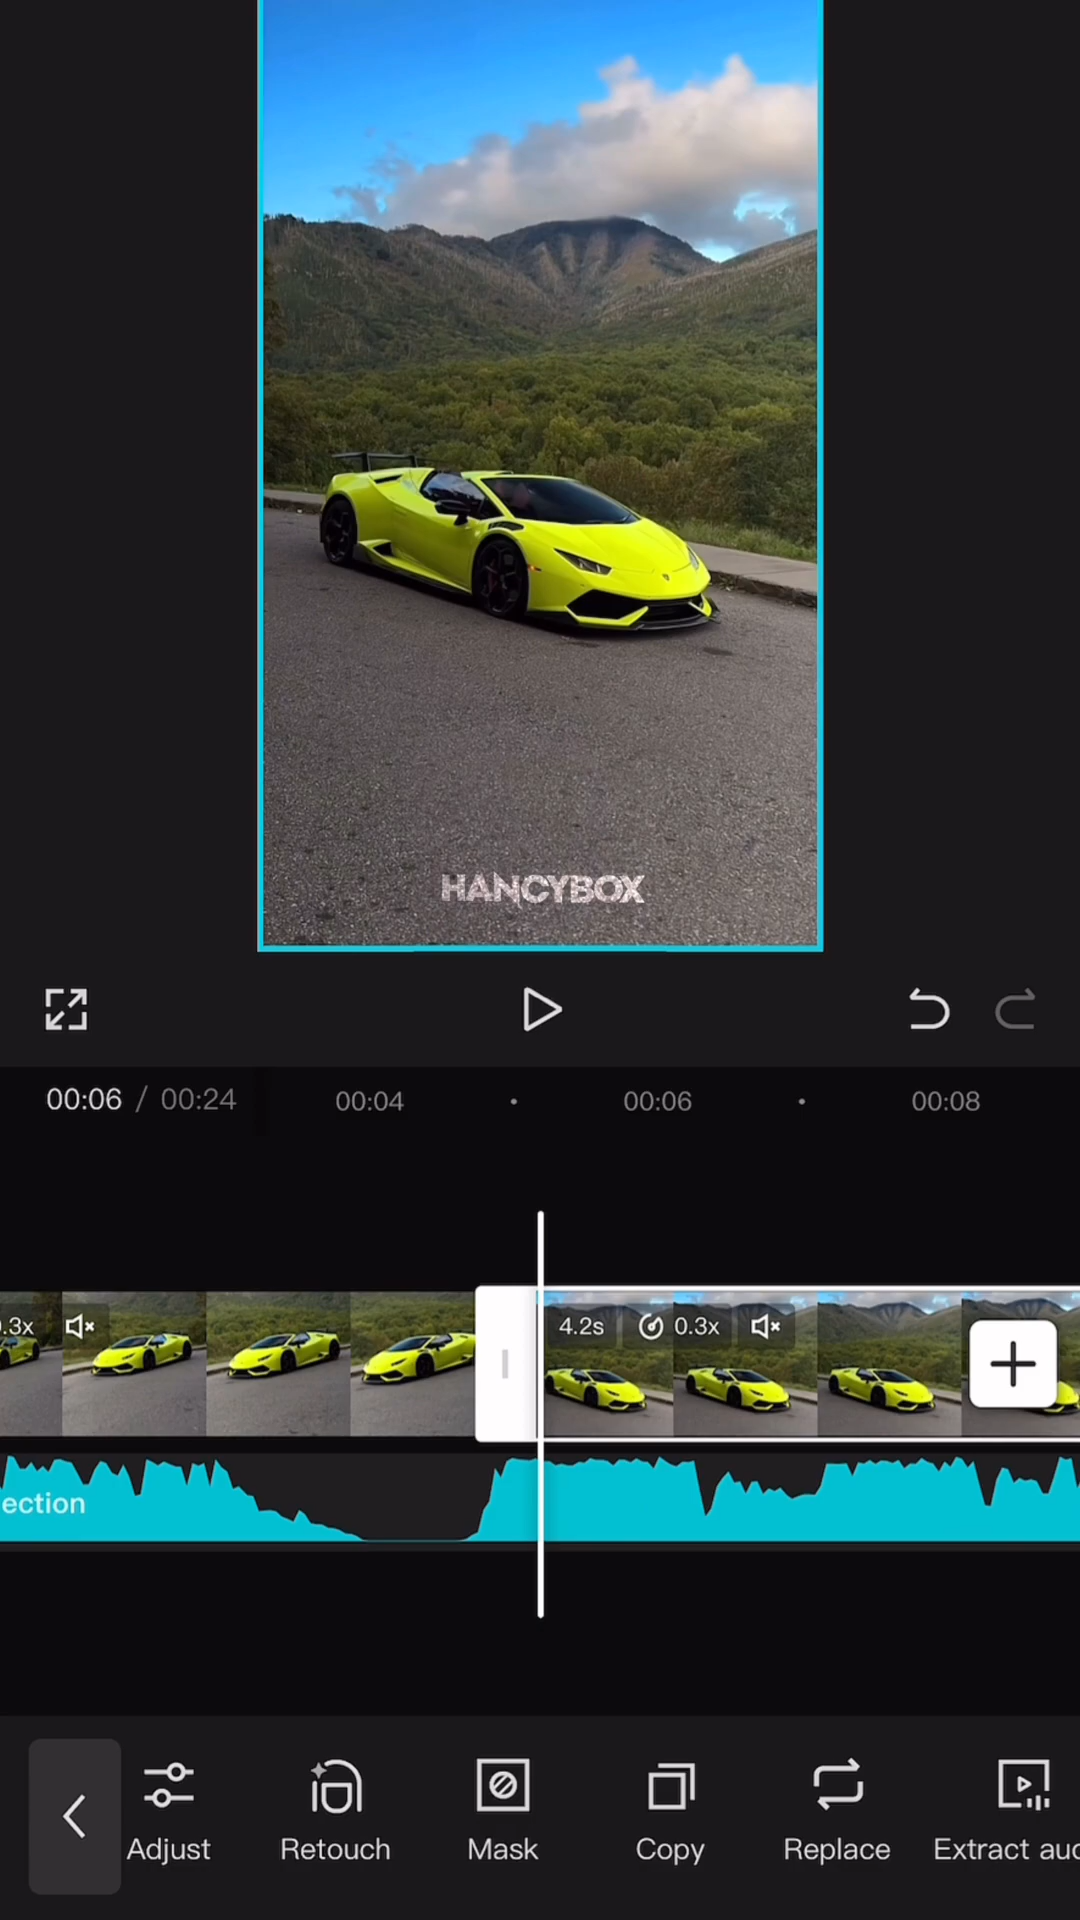 HANCYBOX
00:06 / 00:24
00:04
00:06
00:08
.3x
4.2s
0.3x
ection
Adjust
Retouch
Mask
Copy
Replace
Extract auc